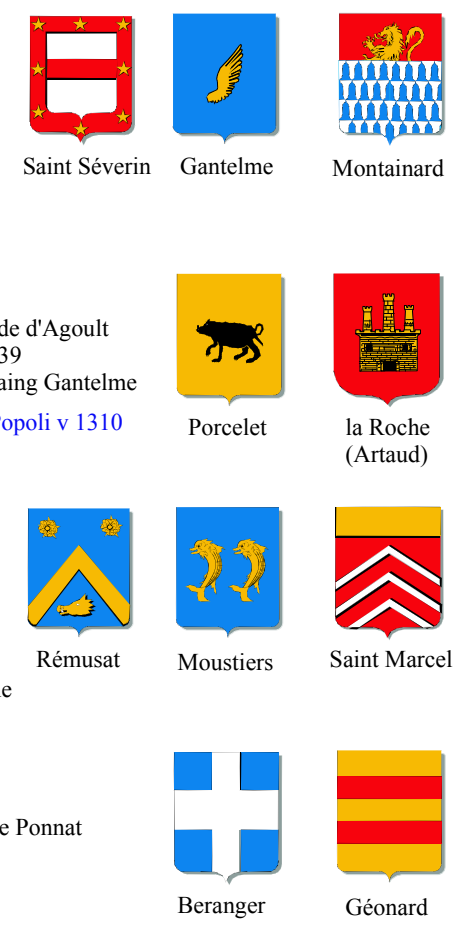 Saint Séverin Gantelme Montainard
de d'Agoult
39
aing Gantelme
Popoli v 1310
Porcelet la Roche
(Artaud)
Rémusat Moustiers Saint Marcel
e Ponnat
Beranger Géonard